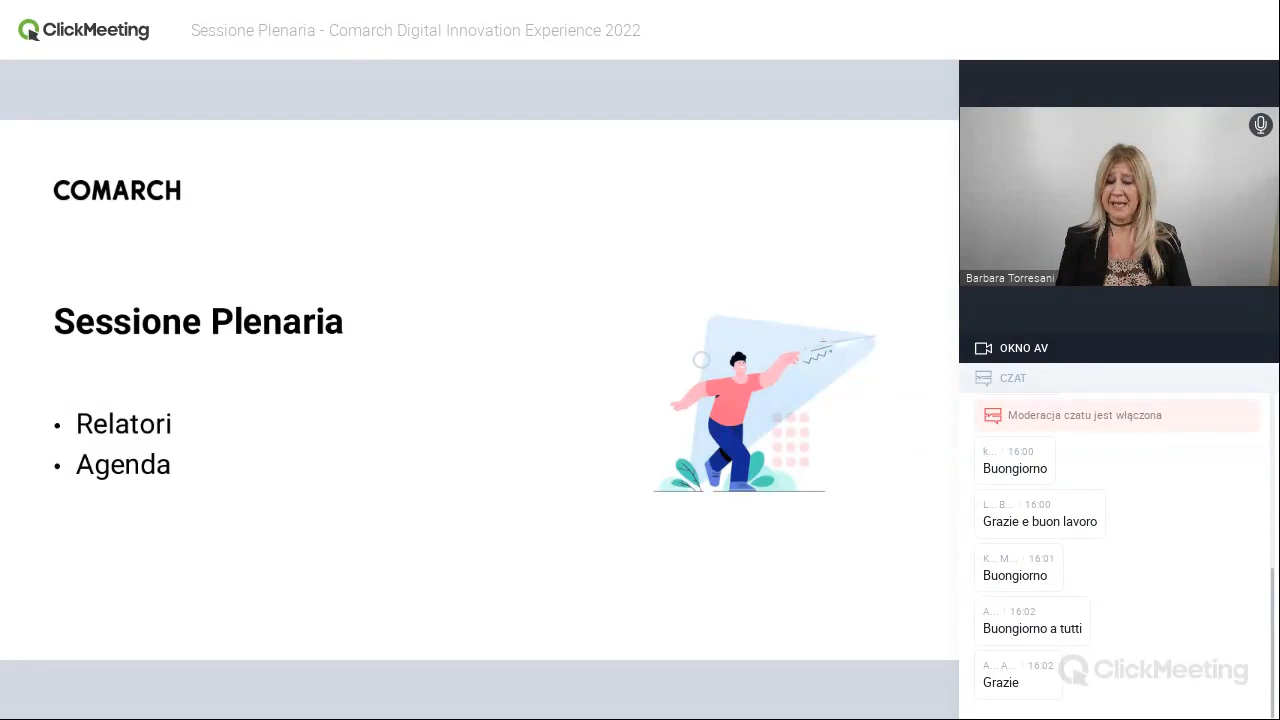 ClickMeeting
Sessione Plenaria - Comarch Digital Innovation Experience 2022
COMARCH
Sessione Plenaria
• Relatori
• Agenda
Barbara Torresani
OKNO AV
CZAT
Moderacja czatu jest włączona
k... 16:00
Buongiorno
L... B... 16:00
Grazie e buon lavoro
K... M... 16:01
Buongiorno
A... 16:02
Buongiorno a tutti
A... A... 16:02
Grazie
ClickMeeting